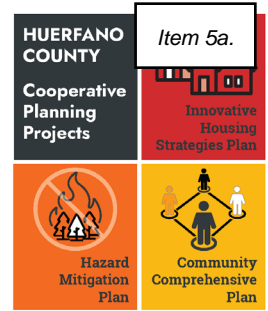 HUERFANO
COUNTY
Cooperative
Planning
Projects
Item 5a.
Innovative
Housing
Strategies Plan
Hazard
Mitigation
Plan
Community
Comprehensive
Plan